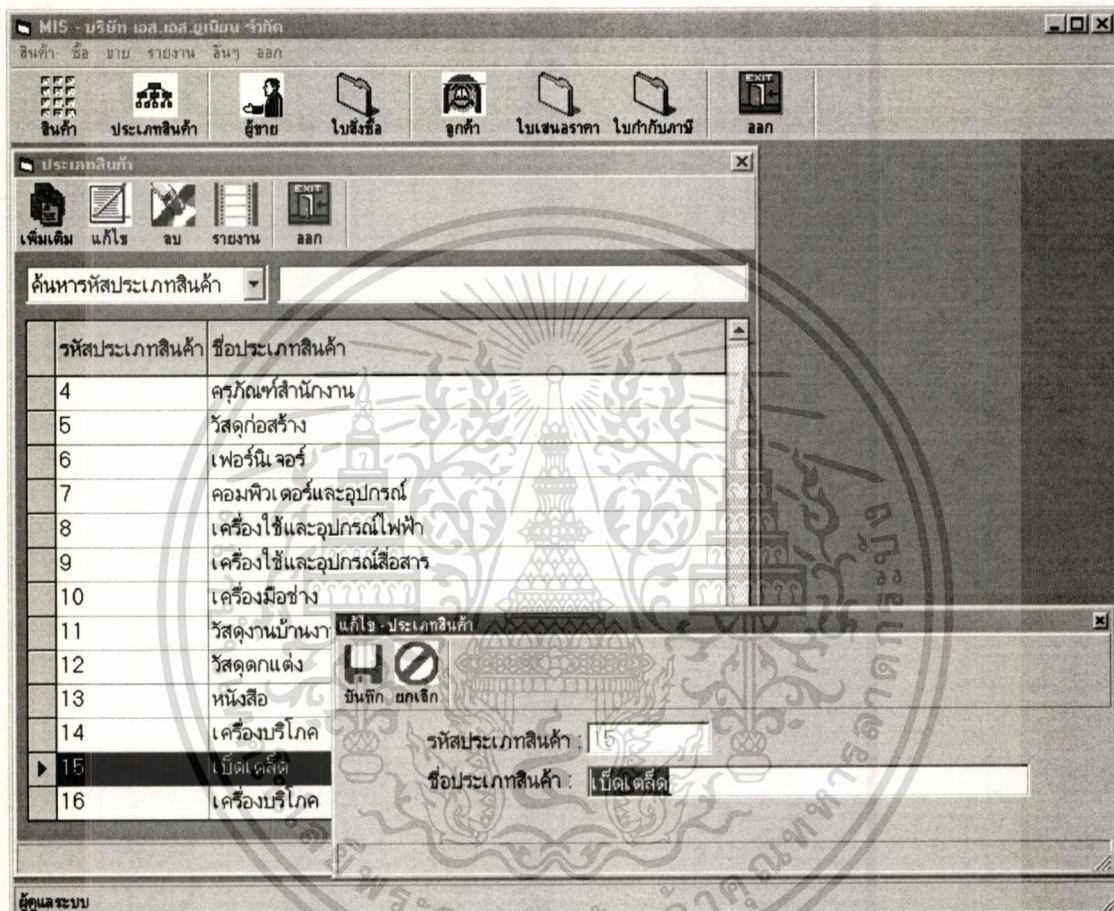 MIS - บริษัท เอส.เอส.ยูเนียน จำกัด
สินค้า ซื้อ ขาย รายงาน อื่นๆ ออก
EXIT
สินค้า ประเภทสินค้า ผู้ขาย ใบสั่งซื้อ ลูกค้า ใบเสนอราคา ใบกำกับภาษี ออก
ประเภทสินค้า
EXIT
เพิ่มเติม แก้ไข ลบ รายงาน ออก
ค้นหารหัสประเภทสินค้า
รหัสประเภทสินค้า ชื่อประเภทสินค้า
4 ครุภัณฑ์สำนักงาน
5 วัสดุก่อสร้าง
6 เฟอร์นิเจอร์
7 คอมพิวเตอร์และอุปกรณ์
8 เครื่องใช้และอุปกรณ์ไฟฟ้า
9 เครื่องใช้และอุปกรณ์สื่อสาร
10 เครื่องมือช่าง
11 วัสดุงานบ้านงา
12 วัสดุตกแต่ง
13 หนังสือ
14 เครื่องบริโภค
15 เบ็ดเตล็ด
16 เครื่องบริโภค
แก้ไข - ประเภทสินค้า
บันทึก ยกเลิก
รหัสประเภทสินค้า : 15
ชื่อประเภทสินค้า : เบ็ดเตล็ด
ผู้ดูแลระบบ